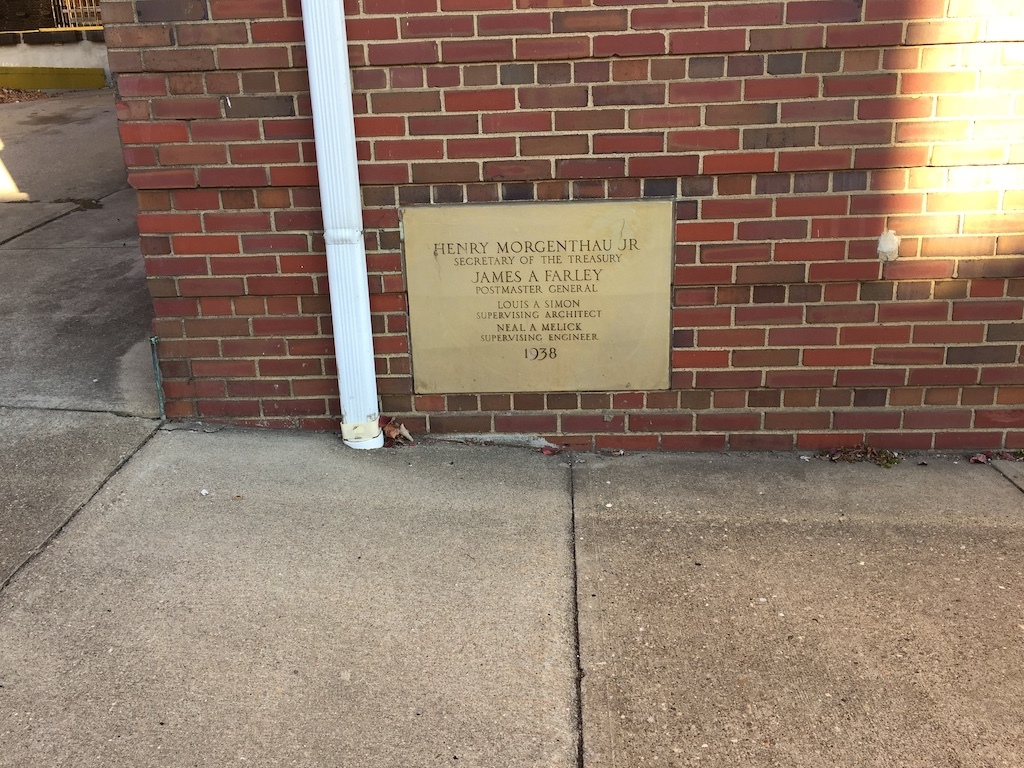 HENRY MORGENTHAU JR
SECRETARY OF THE TREASURY
JAMES A FARLEY
POSTMASTER GENERAL
LOUIS A SIMON
SUPERVISING ARCHITECT
NEAL A MELICK
SUPERVISING ENGINEER
1938